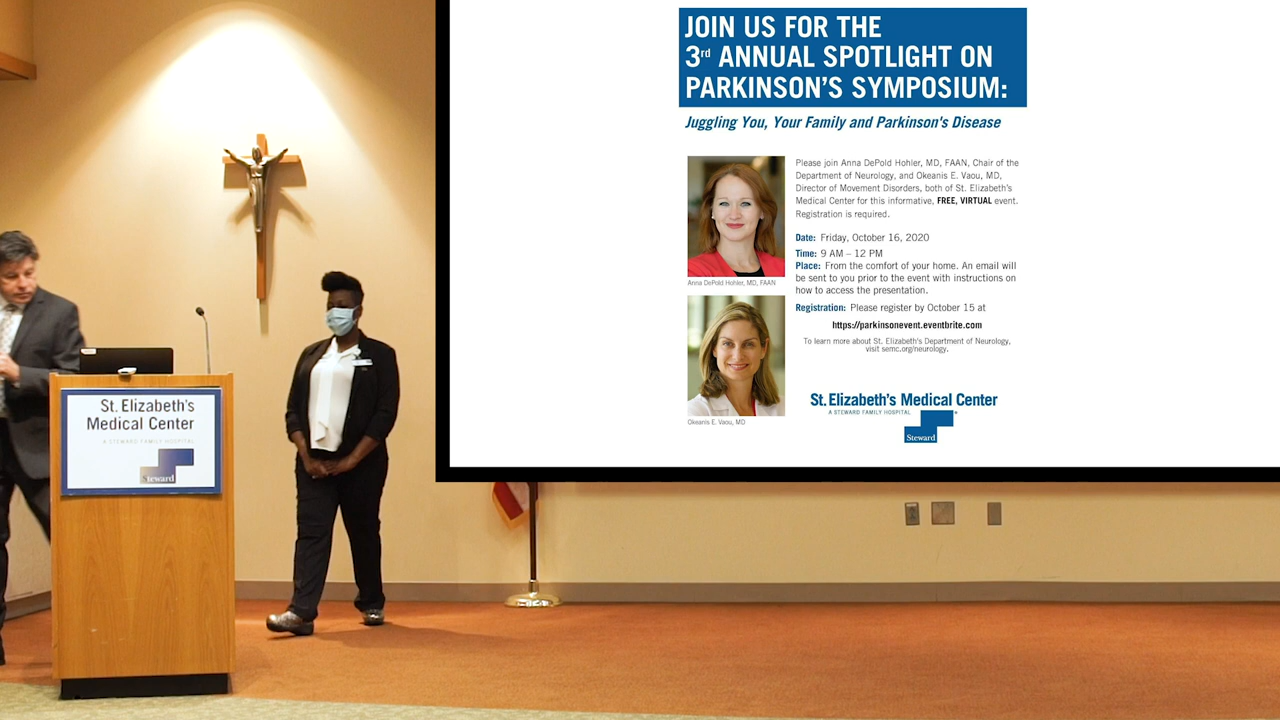 JOIN US FOR THE
3rd ANNUAL SPOTLIGHT ON
PARKINSON'S SYMPOSIUM:
Juggling You, Your Family and Parkinson's Disease
Please join Anna DePold Hohler, MD, FAAN, Chair of the
Department of Neurology, and Okeanis E. Vaou, MD,
Director of Movement Disorders, both of St. Elizabeth's
Medical Center for this informative, FREE, VIRTUAL event.
Registration is required.
Date: Friday, October 16, 2020
Time: 9 AM – 12 PM
Place: From the comfort of your home. An email will
be sent to you prior to the event with instructions on
how to access the presentation.
Registration: Please register by October 15 at
https://parkinsonevent.eventbrite.com
To learn more about St. Elizabeth's Department of Neurology,
visit semc.org/neurology.
Anna DePold Hohler, MD, FAAN
Okeanis E. Vaou, MD
St. Elizabeth's Medical Center
A STEWARD FAMILY HOSPITAL
Steward
St. Elizabeth's
Medical Center
A STEWARD FAMILY HOSPITAL
Steward